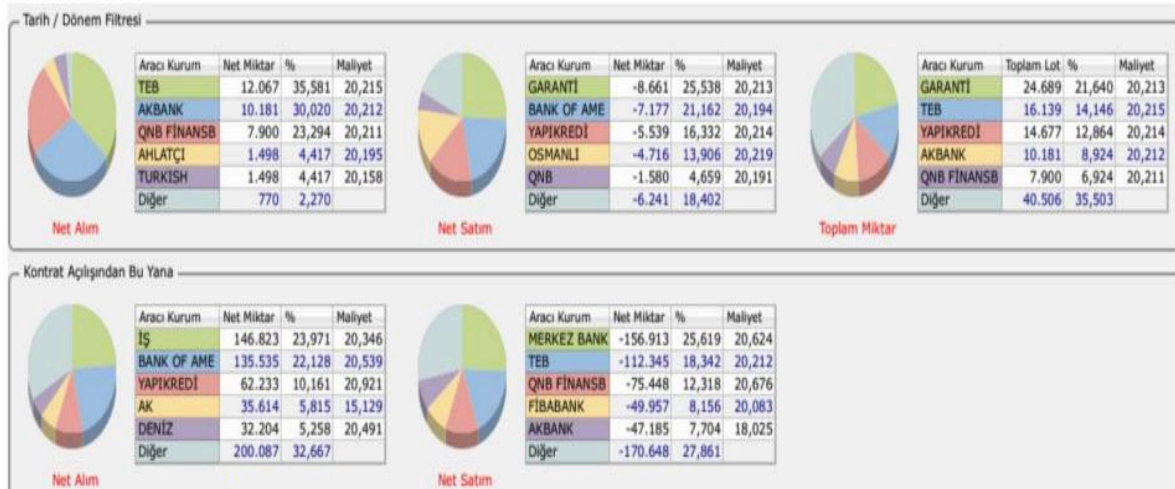 Tarih / Dönem Filtresi
Aracı Kurum Net Miktar % Maliyet
TEB 12.067 35,581 20,215
AKBANK 10.181 30,020 20,212
QNB FİNANSB 7.900 23,294 20,211
AHLATÇI 1.498 4,417 20,195
TURKISH 1.498 4,417 20,158
Diğer 770 2,270
Net Alım
Aracı Kurum Net Miktar % Maliyet
GARANTİ -8.661 25,538 20,213
BANK OF AME -7.177 21,162 20,194
YAPIKREDİ -5.539 16,332 20,214
OSMANLI -4.716 13,906 20,219
QNB -1.580 4,659 20,191
Diğer -6.241 18,402
Net Satım
Aracı Kurum Toplam Lot % Maliyet
GARANTİ 24.689 21,640 20,213
TEB 16.139 14,146 20,215
YAPIKREDİ 14.677 12,864 20,214
AKBANK 10.181 8,924 20,212
QNB FİNANSB 7.900 6,924 20,211
Diğer 40.506 35,503
Toplam Miktar
Kontrat Açılışından Bu Yana
Aracı Kurum Net Miktar % Maliyet
İŞ 146.823 23,971 20,346
BANK OF AME 135.535 22,128 20,539
YAPIKREDİ 62.233 10,161 20,921
AK 35.614 5,815 15,129
DENİZ 32.204 5,258 20,491
Diğer 200.087 32,667
Net Alım
Aracı Kurum Net Miktar % Maliyet
MERKEZ BANK -156.913 25,619 20,624
TEB -112.345 18,342 20,212
QNB FİNANSB -75.448 12,318 20,676
FİBABANK -49.957 8,156 20,083
AKBANK -47.185 7,704 18,025
Diğer -170.648 27,861
Net Satım